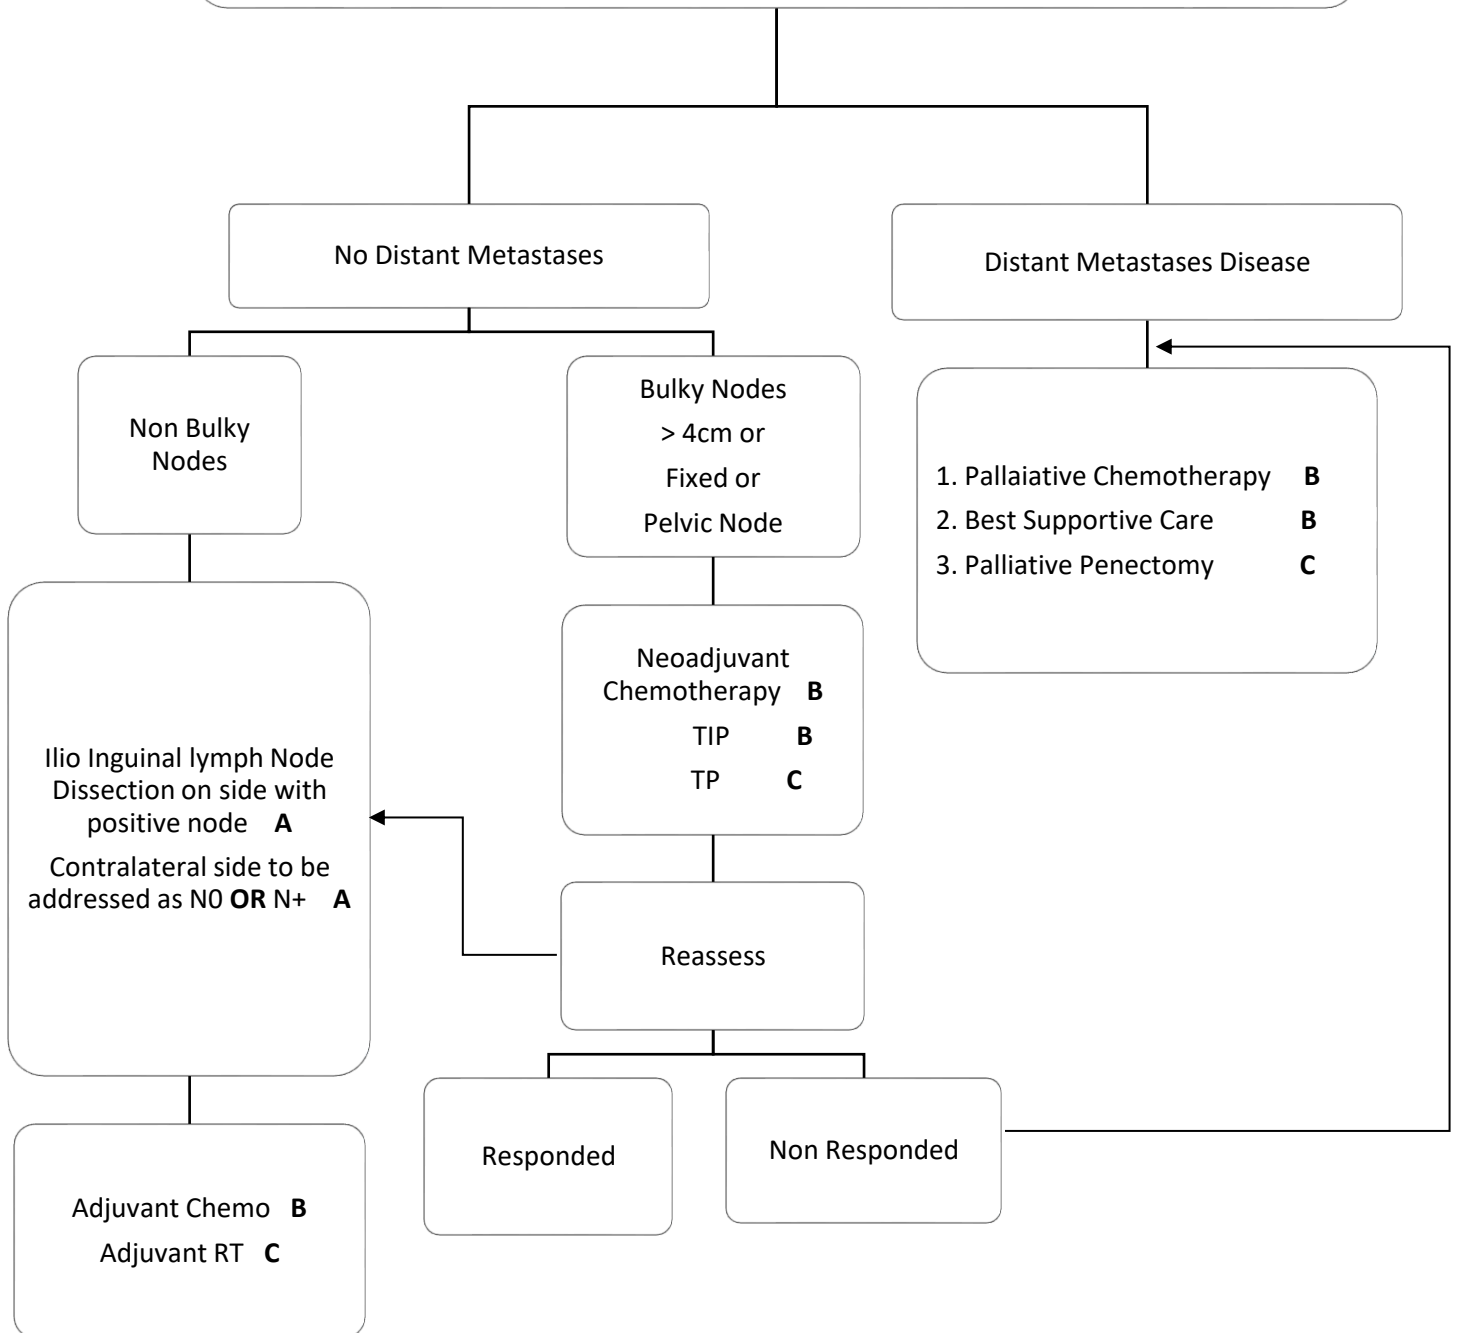 No Distant Metastases
Distant Metastases Disease
Non Bulky
Nodes
Bulky Nodes
> 4cm or
Fixed or
Pelvic Node
1. Pallaiative Chemotherapy B
2. Best Supportive Care B
3. Palliative Penectomy C
Neoadjuvant
Chemotherapy B
TIP B
TP C
Ilio Inguinal lymph Node
Dissection on side with
positive node A
Contralateral side to be
addressed as N0 OR N+ A
Reassess
Responded
Non Responded
Adjuvant Chemo B
Adjuvant RT C